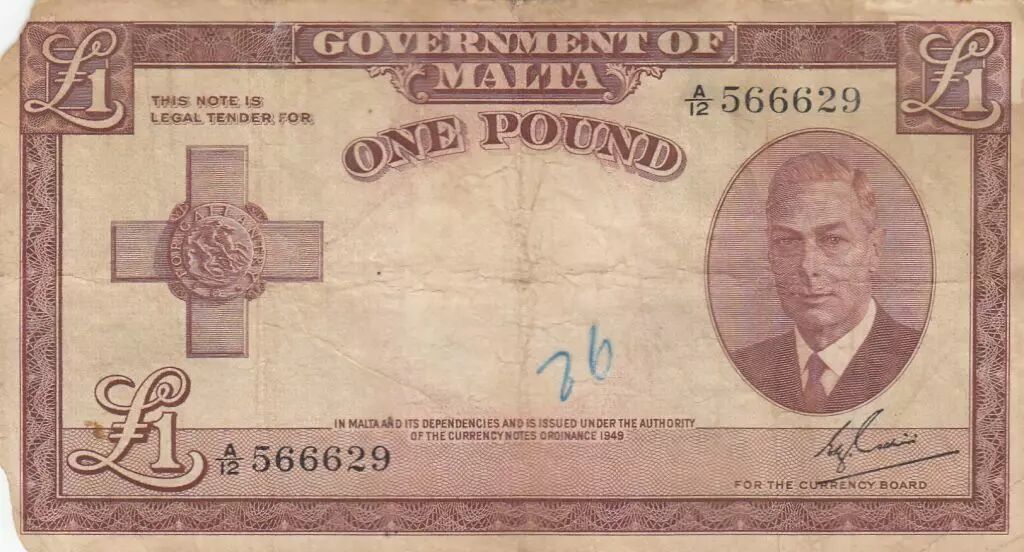 GOVERNMENT OF
MALTA
£1
£1
THIS NOTE IS
LEGAL TENDER FOR
A/12 566629
ONE POUND
FOR GALLANTRY
26
£1
A/12 566629
IN MALTA AND ITS DEPENDENCIES AND IS ISSUED UNDER THE AUTHORITY
OF THE CURRENCY NOTES ORDINANCE 1949
FOR THE CURRENCY BOARD